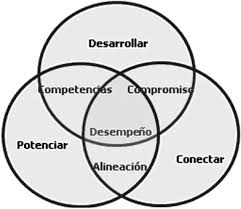 Desarrollar
Competencias Compromiso
Desempeño
Potenciar
Conectar
Alineación